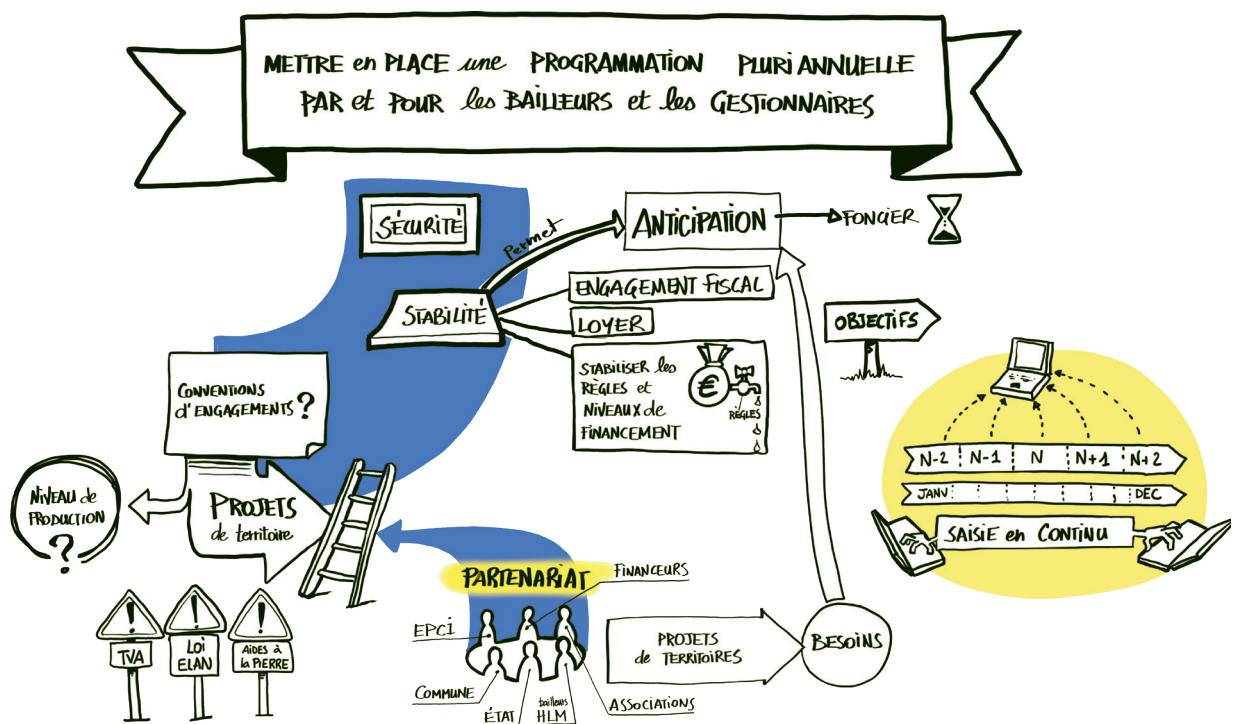 METTRE en PLACE une PROGRAMMATION PLURIANNUELLE
PAR et POUR les BAILLEURS et les GESTIONNAIRES
SÉCURITÉ
Permet
ANTICIPATION
FONCIER
STABILITÉ
ENGAGEMENT FISCAL
LOYER
STABILISER les
RÈGLES et
NIVEAUX de
FINANCEMENT
€
RÈGLES
OBJECTIFS
CONVENTIONS
d'ENGAGEMENTS ?
NIVEAU de
PRODUCTION
?
PROJETS
de territoire
N-2 N-1 N N+1 N+2
JANV DEC
SAISIE en CONTINU
PARTENARIAT
FINANCEURS
EPCI
COMMUNE
ÉTAT
bailleurs
HLM
ASSOCIATIONS
PROJETS
de TERRITOIRES
BESOINS
!
TVA
!
LOI
ELAN
!
AIDES à
la PIERRE